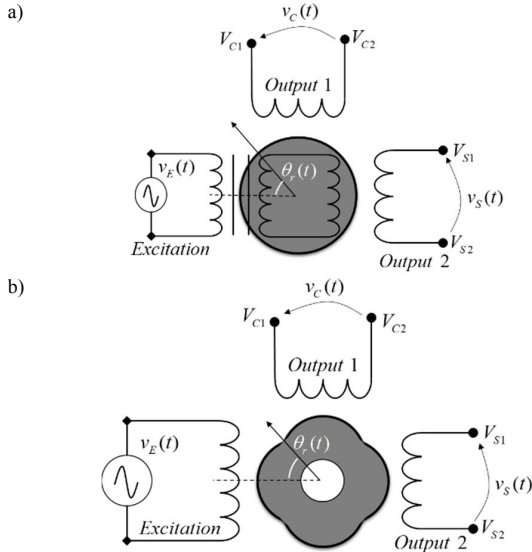 a)
v_C(t)
V_C1
V_C2
Output 1
v_E(t)
θ_r(t)
V_S1
v_S(t)
V_S2
Excitation
Output 2
b)
v_C(t)
V_C1
V_C2
Output 1
v_E(t)
θ_r(t)
V_S1
v_S(t)
Excitation
V_S2
Output 2